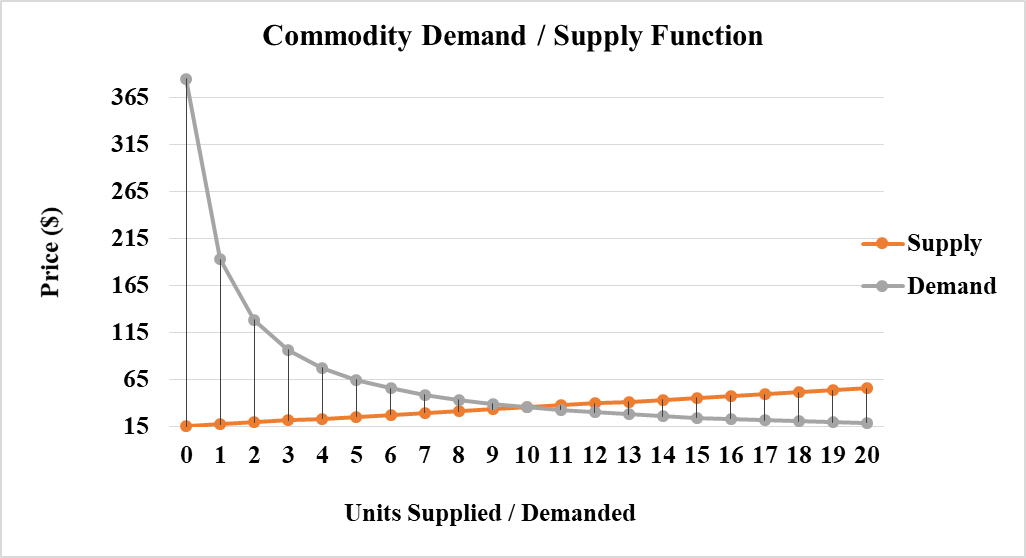 Commodity Demand / Supply Function
365
315
265
215
165
115
65
15
Price ($)
0 1 2 3 4 5 6 7 8 9 10 11 12 13 14 15 16 17 18 19 20
Units Supplied / Demanded
Supply
Demand